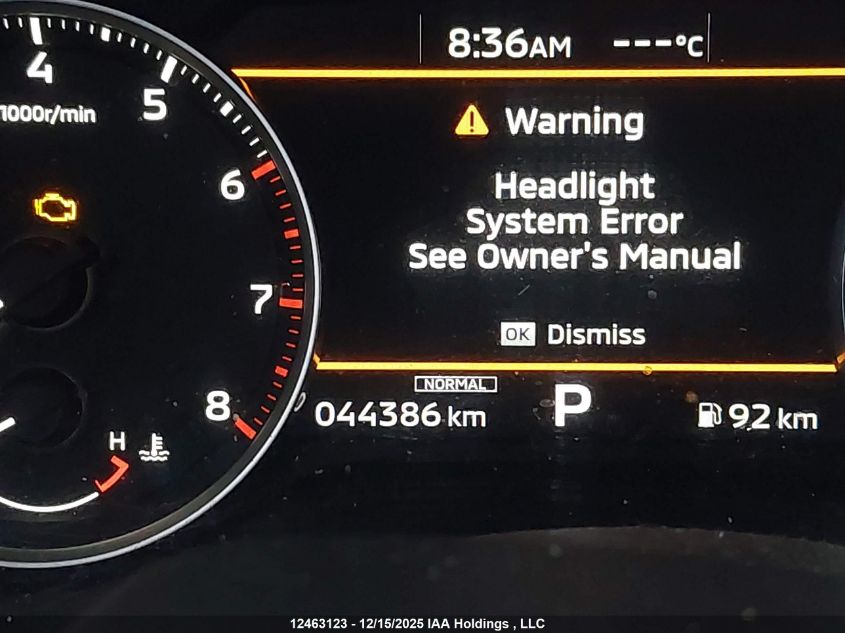 8:36AM ---°C
4
5
1000r/min
6
7
8
H
Warning
Headlight
System Error
See Owner's Manual
OK Dismiss
NORMAL
044386 km P 92 km
12463123 - 12/15/2025 IAA Holdings , LLC